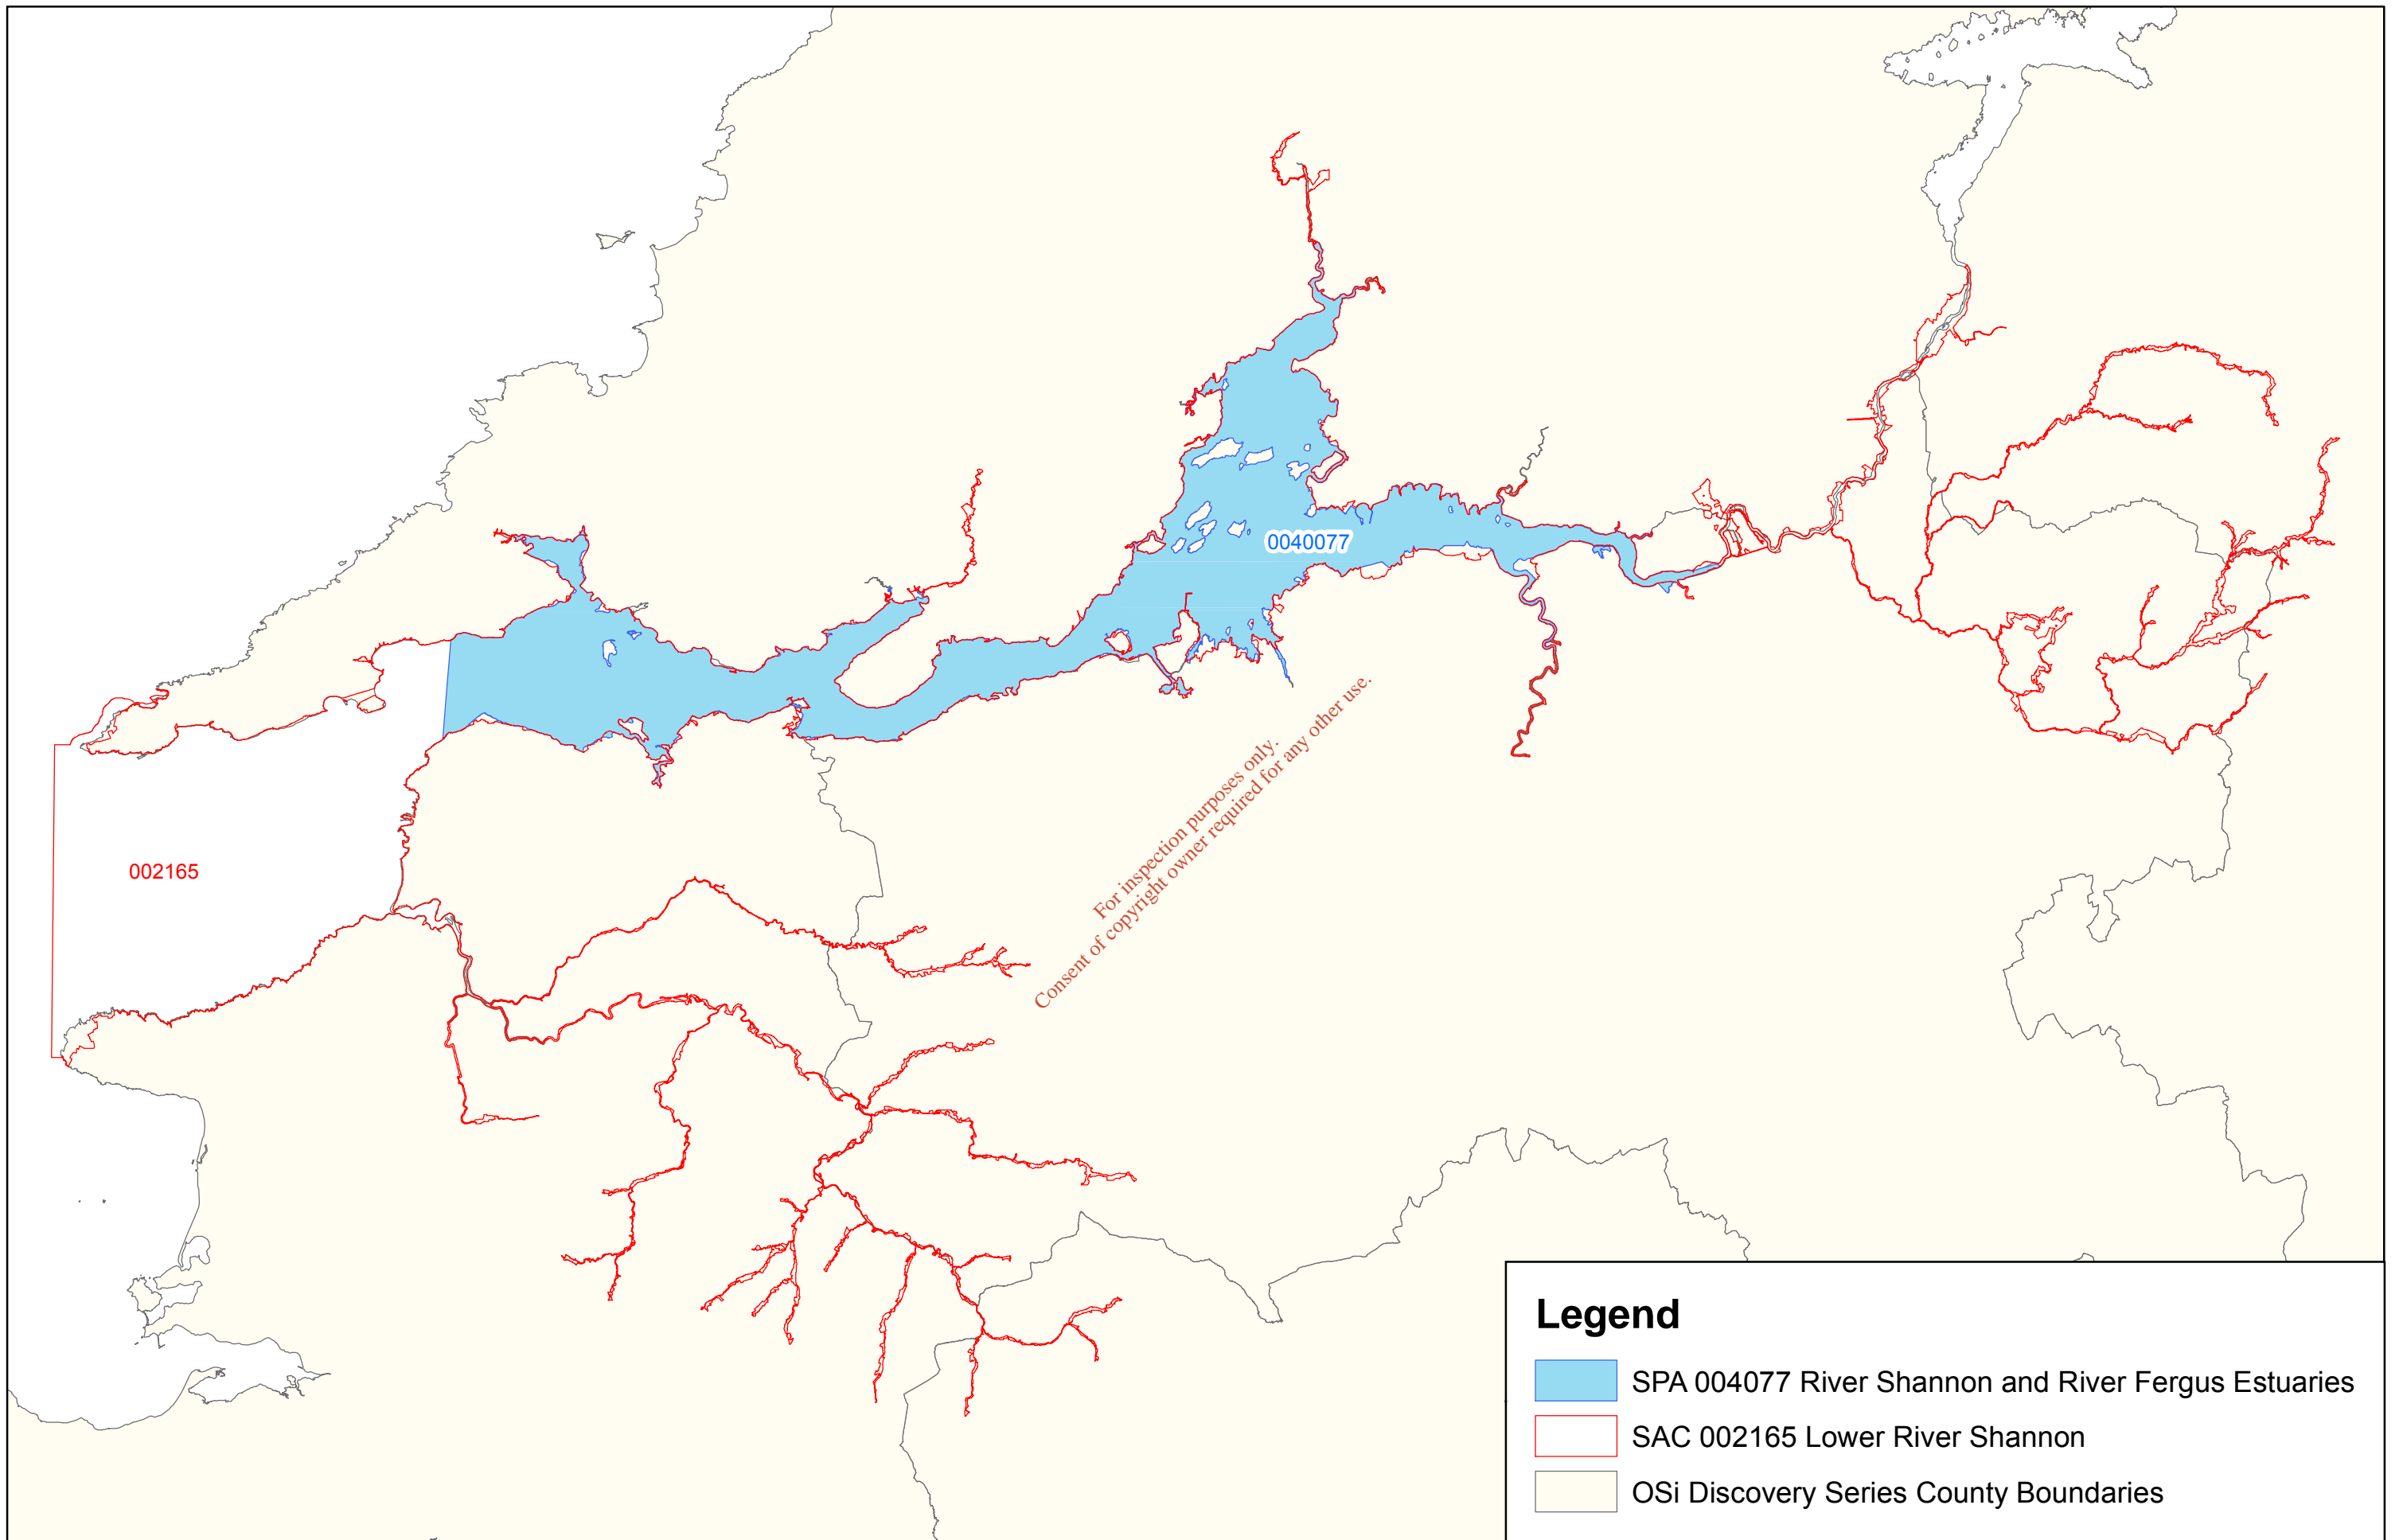 0040077
002165
For inspection purposes only.
Consent of copyright owner required for any other use.
Legend
SPA 004077 River Shannon and River Fergus Estuaries
SAC 002165 Lower River Shannon
OSi Discovery Series County Boundaries